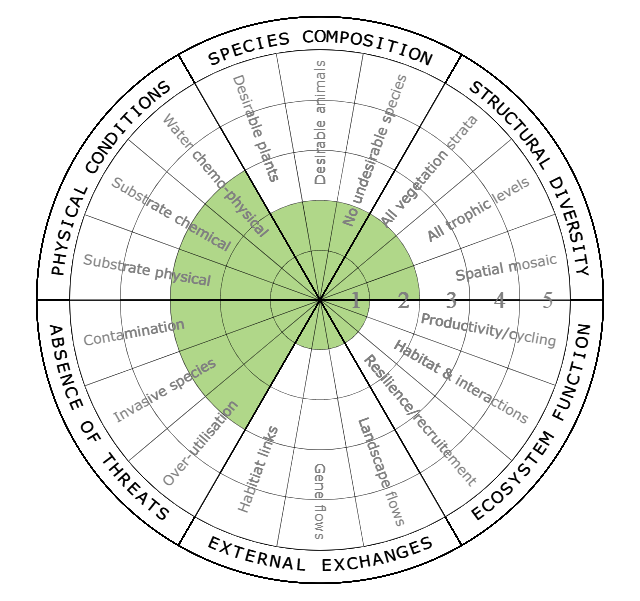 SPECIES COMPOSITION
Desirable plants
Desirable animals
No undesirable species
STRUCTURAL DIVERSITY
All vegetation strata
All trophic levels
Spatial mosaic
1 2 3 4 5
ECOSYSTEM FUNCTION
Productivity/cycling
Habitat & interactions
Resilience/recruitement
EXTERNAL EXCHANGES
Landscape flows
Gene flows
Habitiat links
ABSENCE OF THREATS
Over-utilisation
Invasive species
Contamination
PHYSICAL CONDITIONS
Substrate physical
Substrate chemical
Water chemo-physical